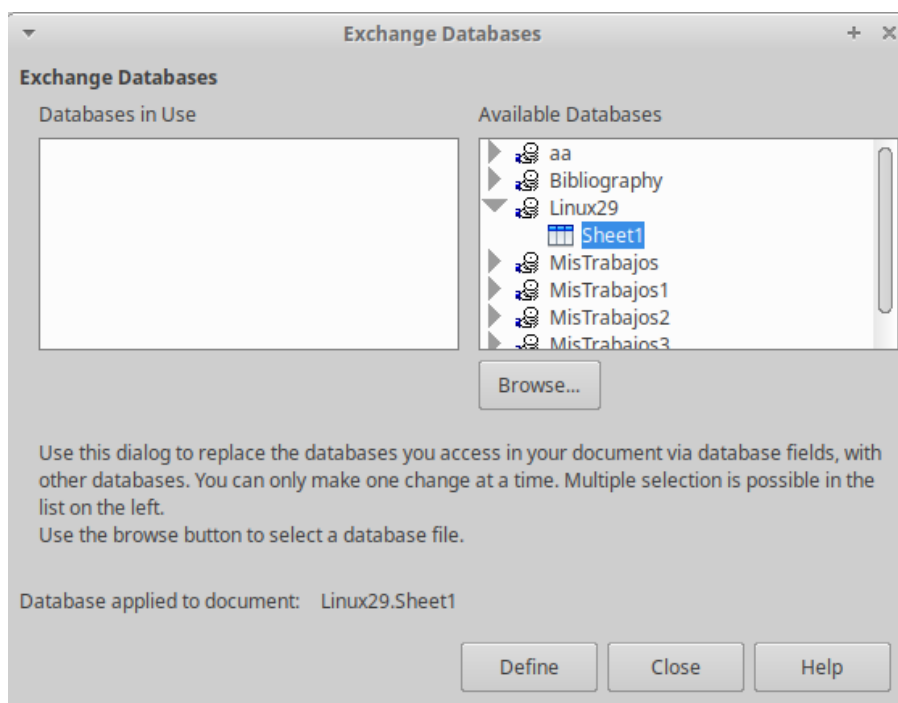 Exchange Databases
Exchange Databases
Databases in Use
Available Databases
aa
Bibliography
Linux29
Sheet1
MisTrabajos
MisTrabajos1
MisTrabajos2
MisTrabajos3
Browse...
Use this dialog to replace the databases you access in your document via database fields, with
other databases. You can only make one change at a time. Multiple selection is possible in the
list on the left.
Use the browse button to select a database file.
Database applied to document: Linux29.Sheet1
Define
Close
Help